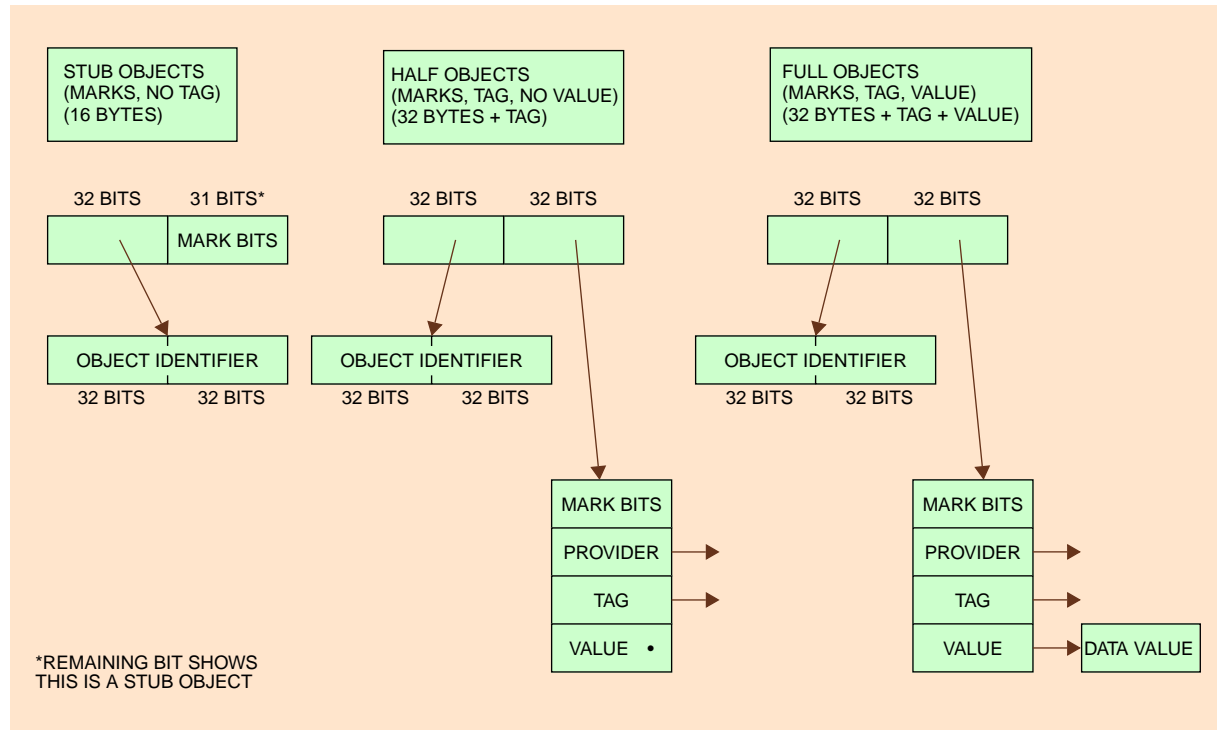 STUB OBJECTS
(MARKS, NO TAG)
(16 BYTES)
HALF OBJECTS
(MARKS, TAG, NO VALUE)
(32 BYTES + TAG)
FULL OBJECTS
(MARKS, TAG, VALUE)
(32 BYTES + TAG + VALUE)
32 BITS 31 BITS*
MARK BITS
OBJECT IDENTIFIER
32 BITS 32 BITS
32 BITS 32 BITS
OBJECT IDENTIFIER
32 BITS 32 BITS
MARK BITS
PROVIDER
TAG
VALUE •
32 BITS 32 BITS
OBJECT IDENTIFIER
32 BITS 32 BITS
MARK BITS
PROVIDER
TAG
VALUE
DATA VALUE
*REMAINING BIT SHOWS
THIS IS A STUB OBJECT